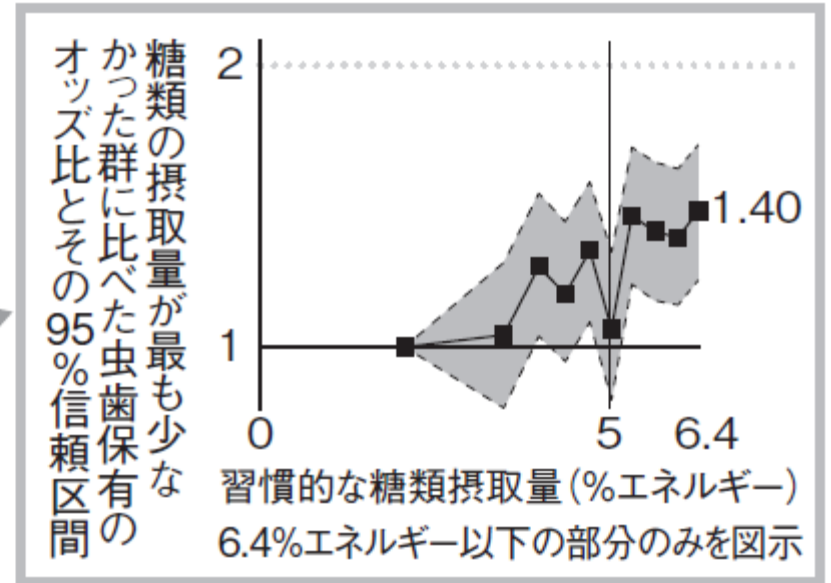 糖類の摂取量が最も少な
かった群に比べた虫歯保有の
オッズ比とその95%信頼区間
2
1
1.40
0
5
6.4
習慣的な糖類摂取量(%エネルギー)
6.4%エネルギー以下の部分のみを図示